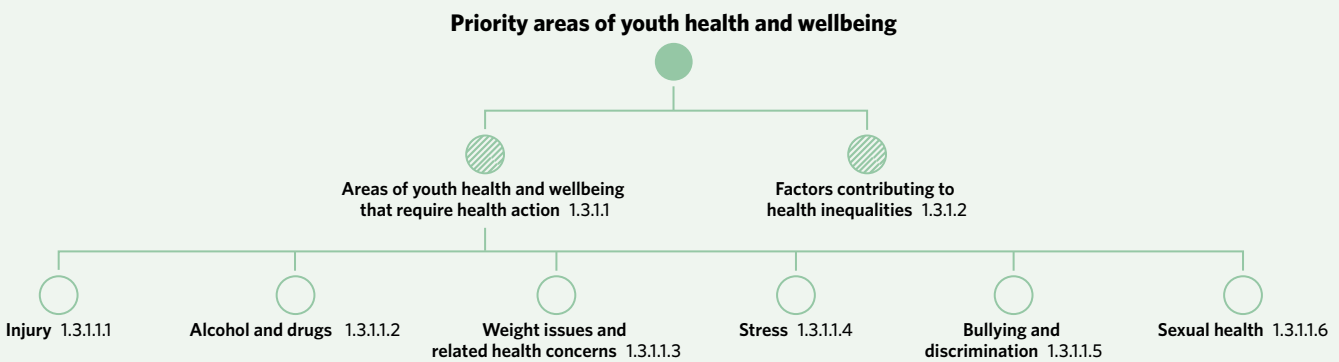 Priority areas of youth health and wellbeing
Areas of youth health and wellbeing
that require health action 1.3.1.1
Factors contributing to
health inequalities 1.3.1.2
Injury 1.3.1.1.1
Alcohol and drugs 1.3.1.1.2
Weight issues and
related health concerns 1.3.1.1.3
Stress 1.3.1.1.4
Bullying and
discrimination 1.3.1.1.5
Sexual health 1.3.1.1.6